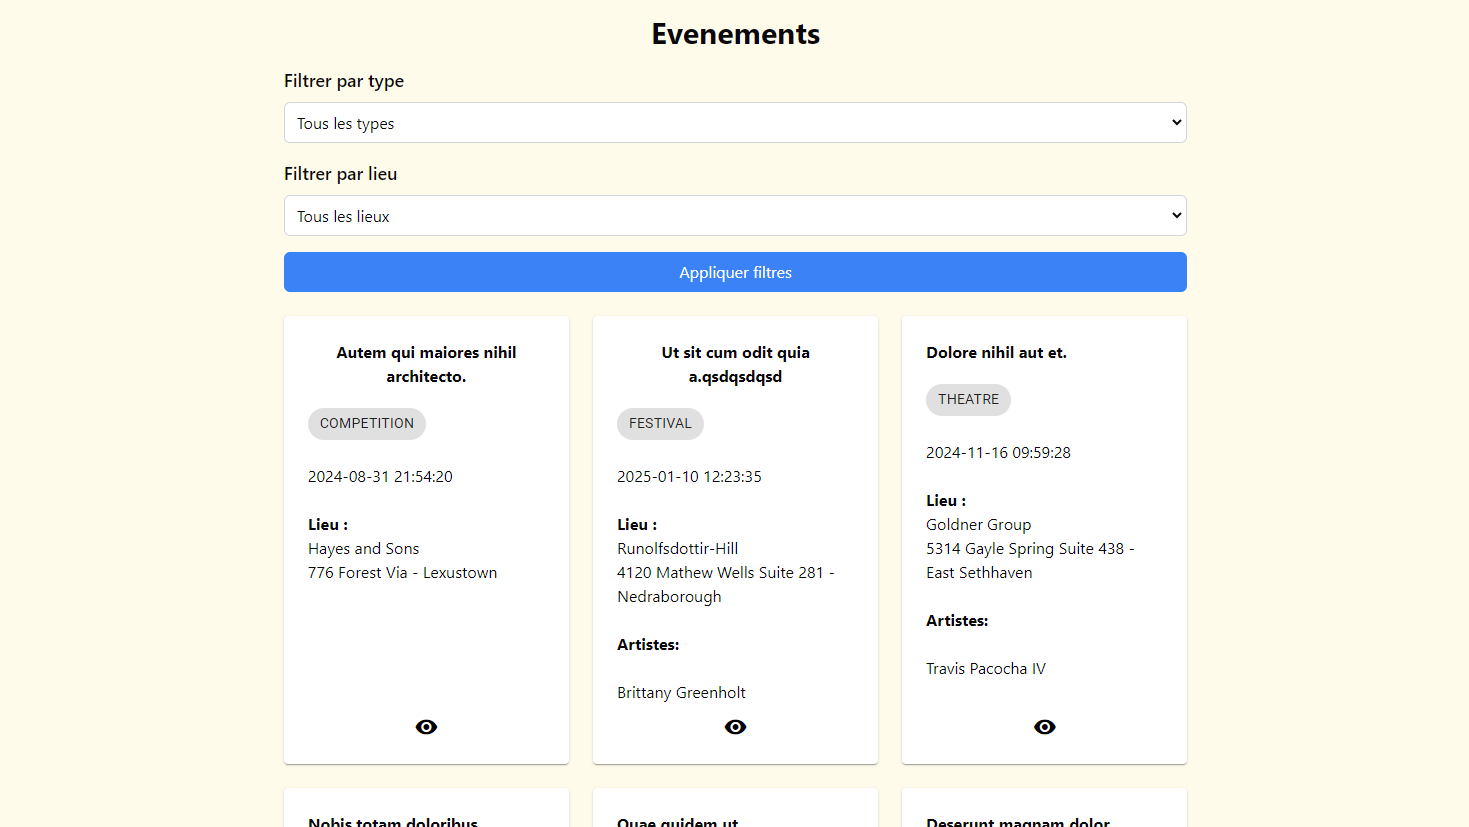 Evenements
Filtrer par type
Tous les types
Filtrer par lieu
Tous les lieux
Appliquer filtres
Autem qui maiores nihil
architecto.
COMPETITION
2024-08-31 21:54:20
Lieu :
Hayes and Sons
776 Forest Via - Lexustown
Ut sit cum odit quia
a.qsdqsdqsd
FESTIVAL
2025-01-10 12:23:35
Lieu :
Runolfsdottir-Hill
4120 Mathew Wells Suite 281 -
Nedraborough
Artistes:
Brittany Greenholt
Dolore nihil aut et.
THEATRE
2024-11-16 09:59:28
Lieu :
Goldner Group
5314 Gayle Spring Suite 438 -
East Sethhaven
Artistes:
Travis Pacocha IV
Nobis totam doloribus
Quae quidem ut
Deserunt magnam dolor